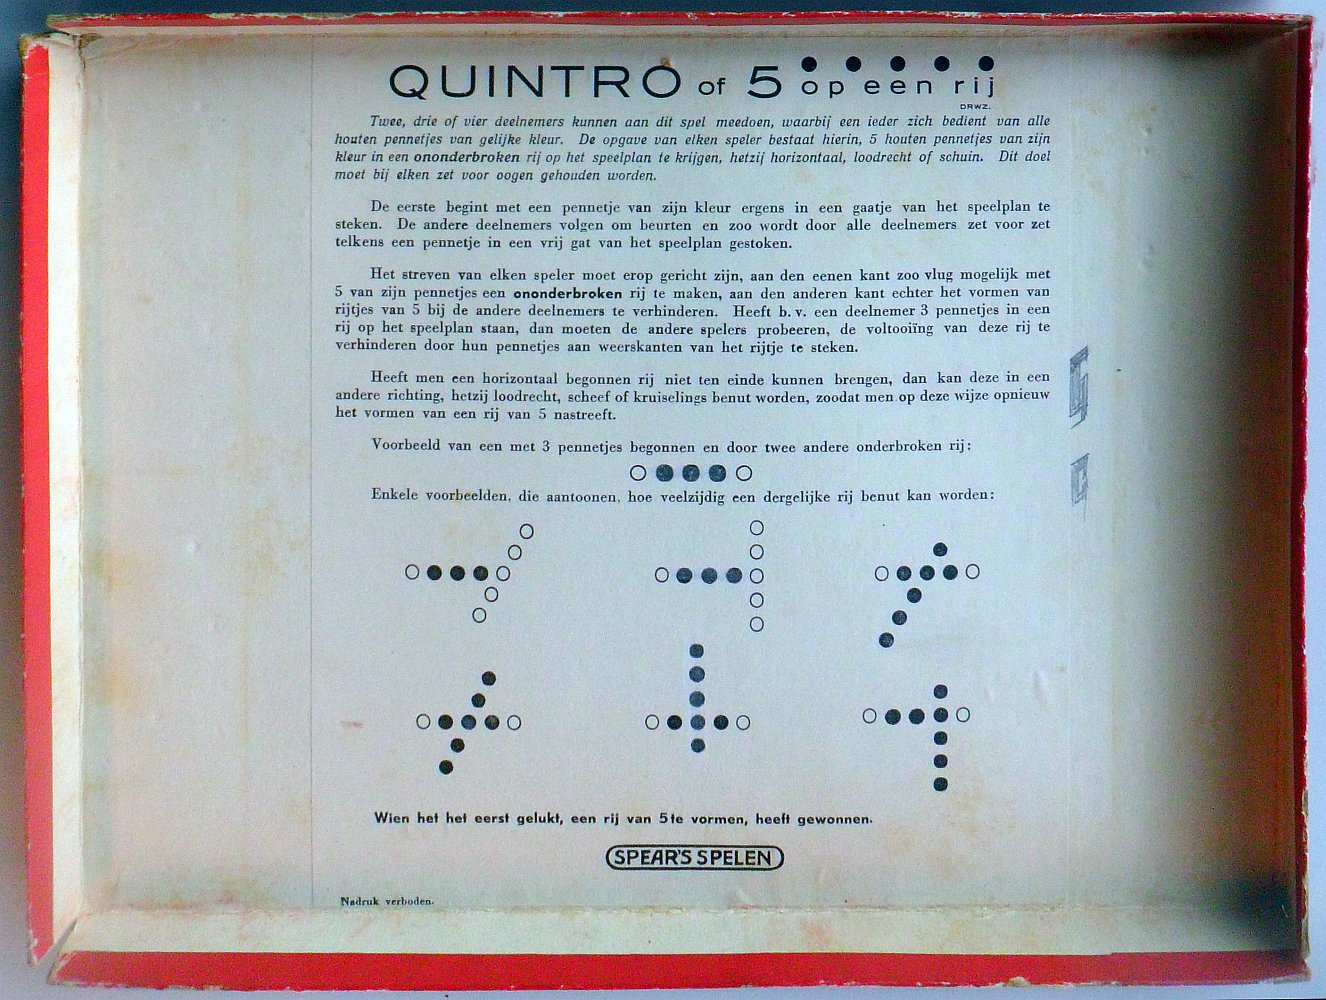 QUINTRO of 5 op een rij
DRWZ.
Twee, drie of vier deelnemers kunnen aan dit spel meedoen, waarbij een ieder zich bedient van alle
houten pennetjes van gelijke kleur. De opgave van elken speler bestaat hierin, 5 houten pennetjes van zijn
kleur in een ononderbroken rij op het speelplan te krijgen, hetzij horizontaal, loodrecht of schuin. Dit doel
moet bij elken zet voor oogen gehouden worden.
De eerste begint met een pennetje van zijn kleur ergens in een gaatje van het speelplan te
steken. De andere deelnemers volgen om beurten en zoo wordt door alle deelnemers zet voor zet
telkens een pennetje in een vrij gat van het speelplan gestoken.
Het streven van elken speler moet erop gericht zijn, aan den eenen kant zoo vlug mogelijk met
5 van zijn pennetjes een ononderbroken rij te maken, aan den anderen kant echter het vormen van
rijtjes van 5 bij de andere deelnemers te verhinderen. Heeft b. v. een deelnemer 3 pennetjes in een
rij op het speelplan staan, dan moeten de andere spelers probeeren, de voltooiïng van deze rij te
verhinderen door hun pennetjes aan weerskanten van het rijtje te steken.
Heeft men een horizontaal begonnen rij niet ten einde kunnen brengen, dan kan deze in een
andere richting, hetzij loodrecht, scheef of kruiselings benut worden, zoodat men op deze wijze opnieuw
het vormen van een rij van 5 nastreeft.
Voorbeeld van een met 3 pennetjes begonnen en door twee andere onderbroken rij:
Enkele voorbeelden, die aantoonen, hoe veelzijdig een dergelijke rij benut kan worden:
Wien het het eerst gelukt, een rij van 5 te vormen, heeft gewonnen.
SPEAR'S SPELEN
Nadruk verboden.